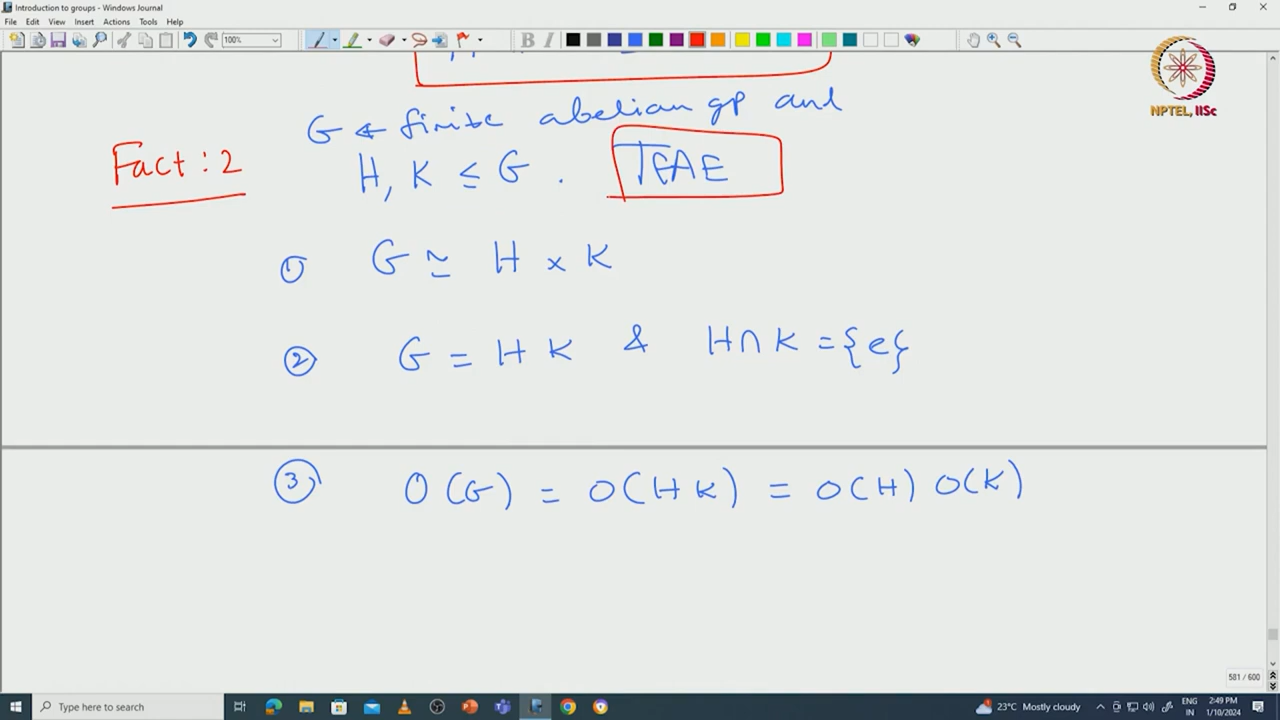 Introduction to groups - Windows Journal
File Edit View Insert Actions Tools Help
100%
NPTEL, IISc
G ← finite abelian gp and
Fact : 2
H, K ≤ G . TFAE
① G ≃ H × K
② G = H K & H ∩ K = {e}
③ O(G) = O(HK) = O(H) O(K)
581 / 600
Type here to search
23°C Mostly cloudy
ENG
IN
2:49 PM
1/10/2024